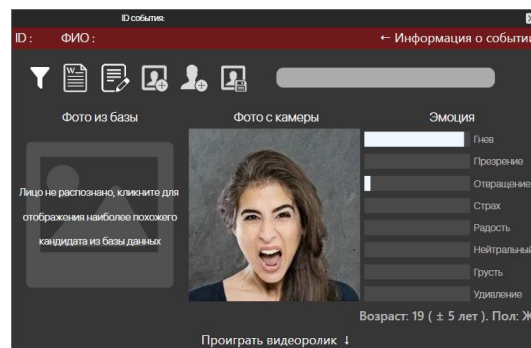 ID события:
ID : ФИО : ← Информация о событии
Фото из базы Фото с камеры Эмоция
Гнев
Презрение
Отвращение
Страх
Радость
Нейтральный
Грусть
Удивление
Лицо не распознано, кликните для
отображения наиболее похожего
кандидата из базы данных
Возраст: 19 ( ± 5 лет ). Пол: Ж
Проиграть видеоролик ↓